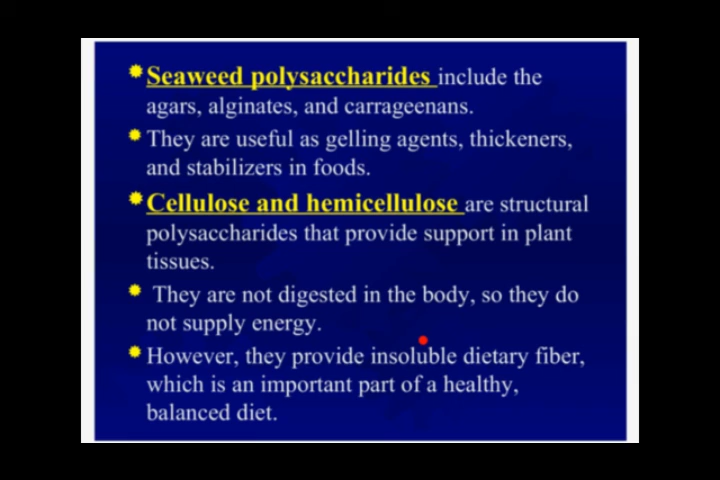 Seaweed polysaccharides include the
agars, alginates, and carrageenans.
They are useful as gelling agents, thickeners,
and stabilizers in foods.
Cellulose and hemicellulose are structural
polysaccharides that provide support in plant
tissues.
They are not digested in the body, so they do
not supply energy.
However, they provide insoluble dietary fiber,
which is an important part of a healthy,
balanced diet.